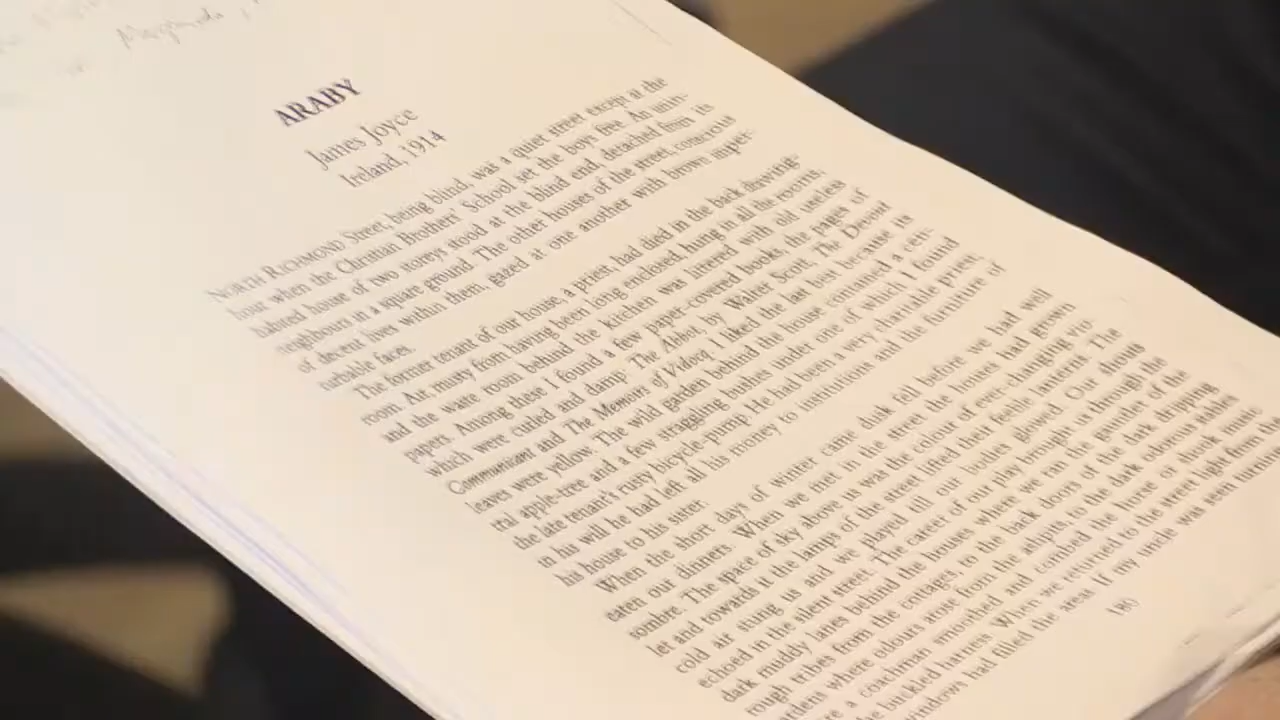 ARABY
James Joyce
Ireland, 1914
NORTH RICHMOND Street, being blind, was a quiet street except at the
hour when the Christian Brothers' School set the boys free. An unin-
habited house of two storeys stood at the blind end, detached from its
neighbours in a square ground. The other houses of the street, conscious
of decent lives within them, gazed at one another with brown imper-
turbable faces.
The former tenant of our house, a priest, had died in the back drawing-
room. Air, musty from having been long enclosed, hung in all the rooms,
and the waste room behind the kitchen was littered with old useless
papers. Among these I found a few paper-covered books, the pages of
which were curled and damp: The Abbot, by Walter Scott, The Devout
Communicant and The Memoirs of Vidocq. I liked the last best because its
leaves were yellow. The wild garden behind the house contained a cen-
tral apple-tree and a few straggling bushes under one of which I found
the late tenant's rusty bicycle-pump. He had been a very charitable priest;
in his will he had left all his money to institutions and the furniture of
his house to his sister.
When the short days of winter came dusk fell before we had well
eaten our dinners. When we met in the street the houses had grown
sombre. The space of sky above us was the colour of ever-changing vio-
let and towards it the lamps of the street lifted their feeble lanterns. The
cold air stung us and we played till our bodies glowed. Our shouts
echoed in the silent street. The career of our play brought us through the
dark muddy lanes behind the houses where we ran the gauntlet of the
rough tribes from the cottages, to the back doors of the dark dripping
gardens where odours arose from the ashpits, to the dark odorous stables
where a coachman smoothed and combed the horse or shook music
the buckled harness. When we returned to the street light from the
windows had filled the areas. If my uncle was seen turning
180